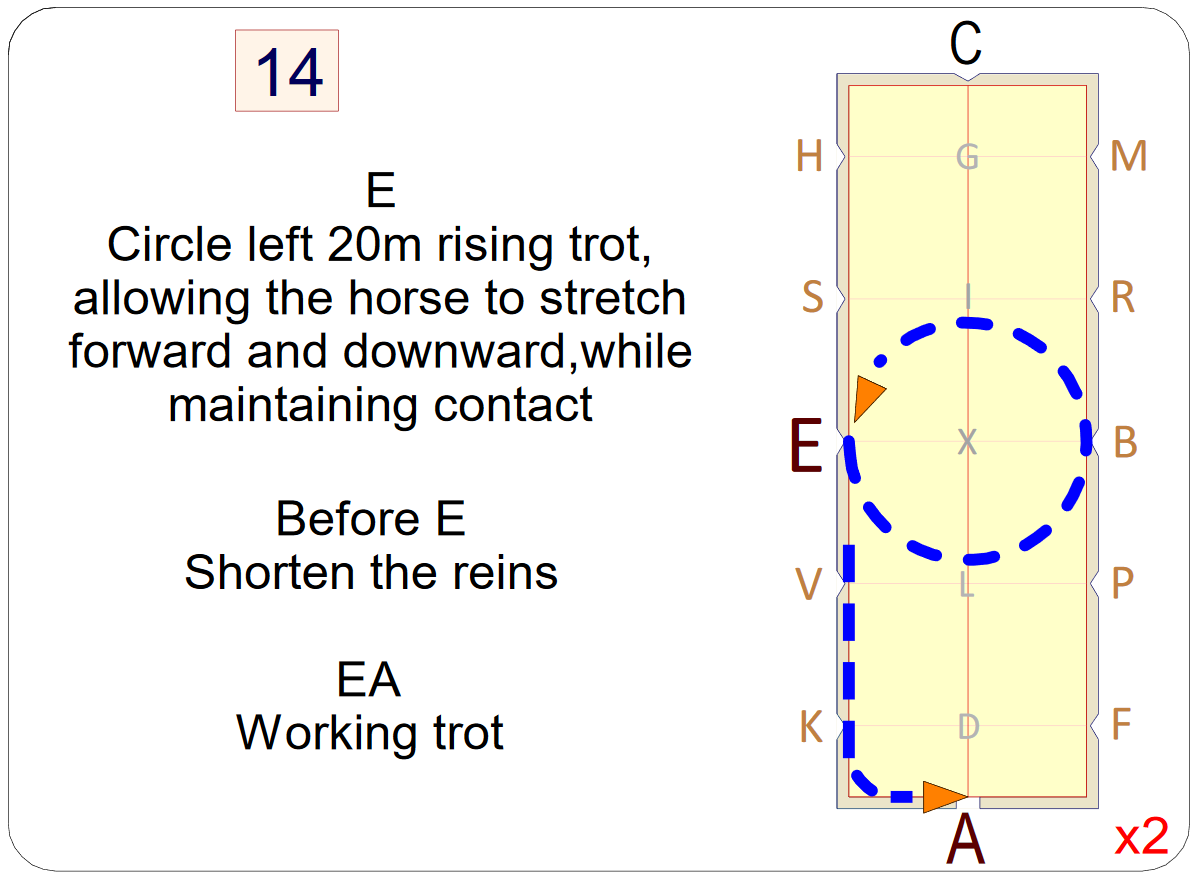 14
E
Circle left 20m rising trot,
allowing the horse to stretch
forward and downward,while
maintaining contact
Before E
Shorten the reins
EA
Working trot
C
H G M
S I R
E X B
V L P
K D F
A
x2